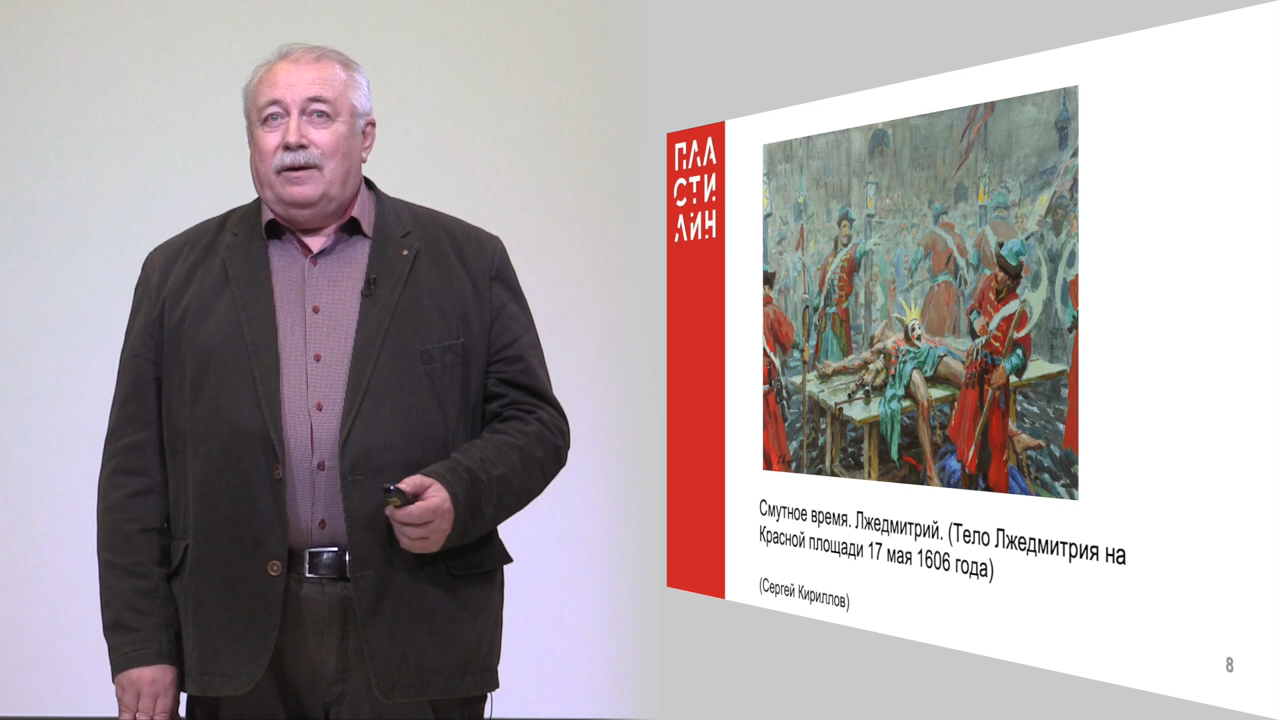 ПЛА
СТИ
ЛИН
Смутное время. Лжедмитрий. (Тело Лжедмитрия на
Красной площади 17 мая 1606 года)
(Сергей Кириллов)
8